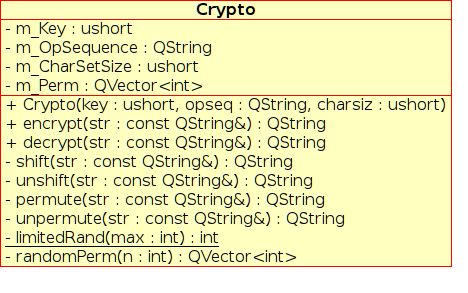 Crypto
- m_Key : ushort
- m_OpSequence : QString
- m_CharSetSize : ushort
- m_Perm : QVector<int>
+ Crypto(key : ushort, opseq : QString, charsiz : ushort)
+ encrypt(str : const QString&) : QString
+ decrypt(str : const QString&) : QString
- shift(str : const QString&) : QString
- unshift(str : const QString&) : QString
- permute(str : const QString&) : QString
- unpermute(str : const QString&) : QString
- limitedRand(max : int) : int
- randomPerm(n : int) : QVector<int>